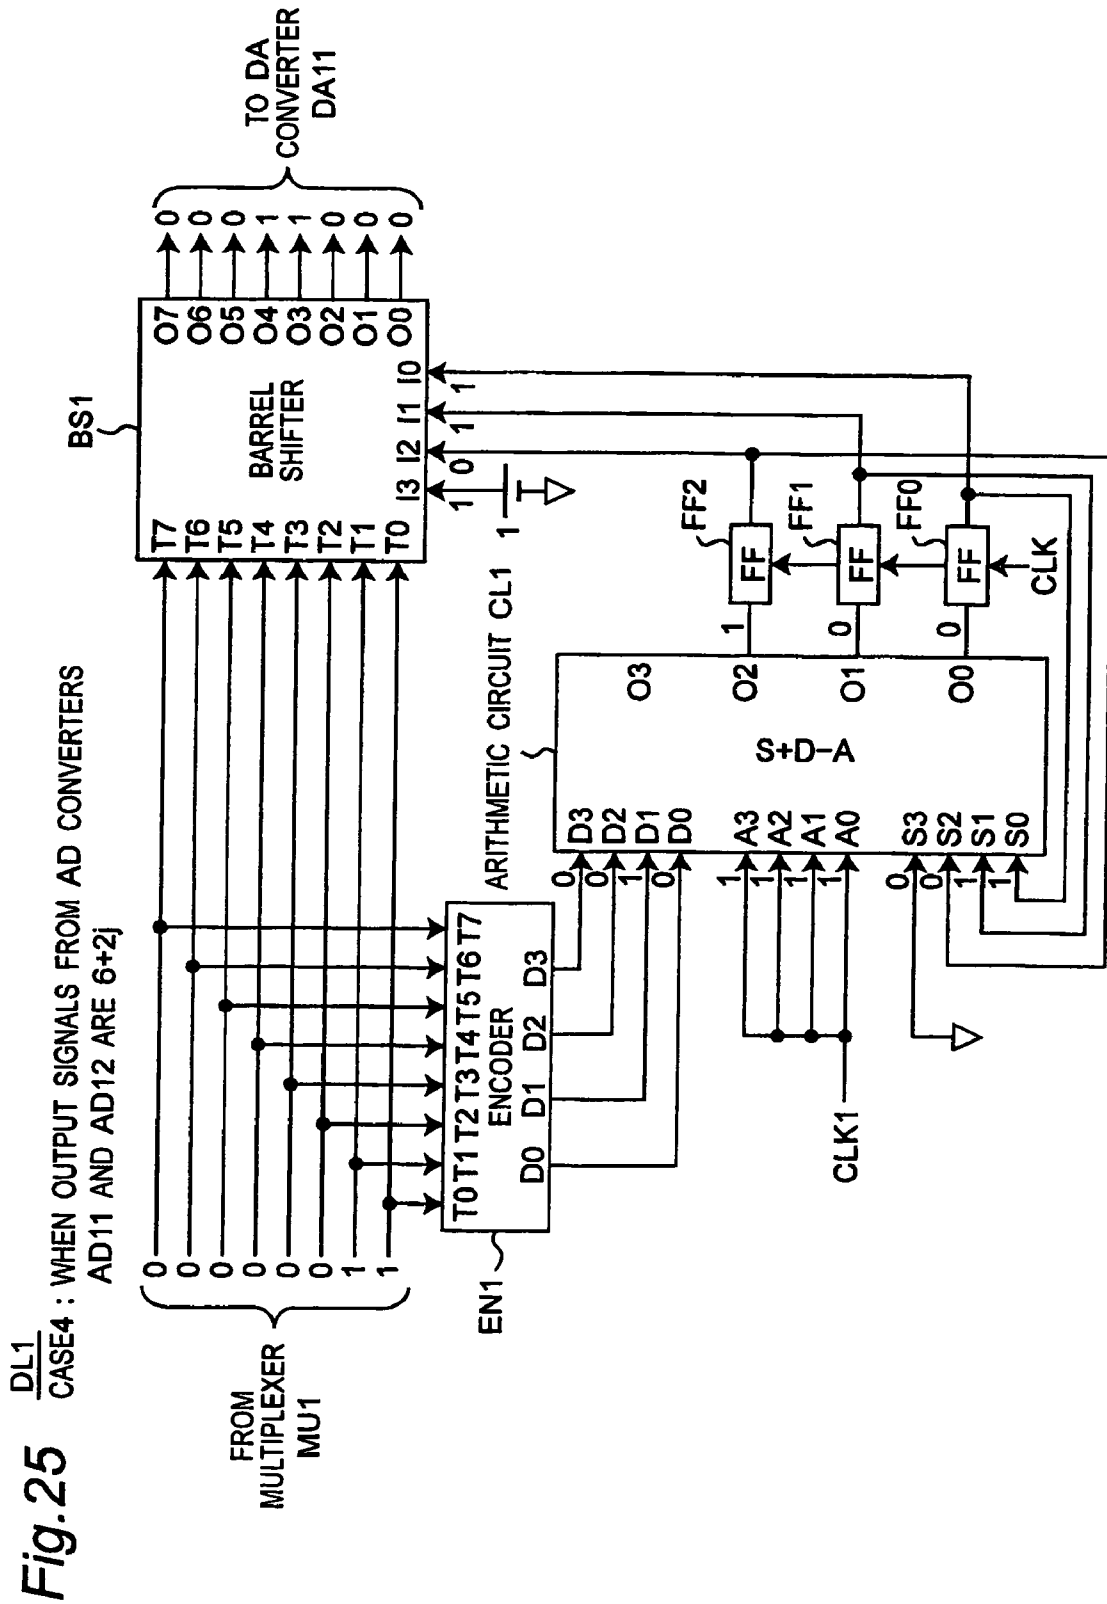 Fig.25
DL1
CASE4 : WHEN OUTPUT SIGNALS FROM AD CONVERTERS
AD11 AND AD12 ARE 6+2j
FROM
MULTIPLEXER
MU1
0
0
0
0
0
0
1
1
T7
T6
T5
T4
T3
T2
T1
T0
BS1
BARREL
SHIFTER
O7
O6
O5
O4
O3
O2
O1
O0
0
0
0
1
1
0
0
0
TO DA
CONVERTER
DA11
I3 I2 I1 I0
1 0 1 1
1
EN1
T0 T1 T2 T3 T4 T5 T6 T7
ENCODER
D0 D1 D2 D3
ARITHMETIC CIRCUIT CL1
0 D3
0 D2
1 D1
0 D0
1 A3
1 A2
1 A1
1 A0
0 S3
0 S2
1 S1
1 S0
S+D-A
O3
O2 1
O1 0
O0 0
FF2
FF
FF1
FF
FF0
FF
CLK
CLK1